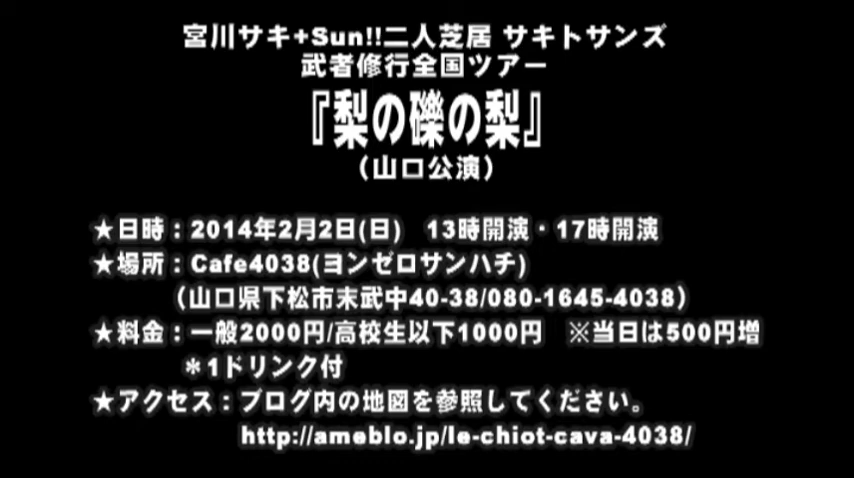 宮川サキ+Sun!!二人芝居 サキトサンズ
武者修行全国ツアー
『梨の礫の梨』
（山口公演）
★日時：2014年2月2日(日)　13時開演・17時開演
★場所：Cafe4038(ヨンゼロサンハチ)
（山口県下松市末武中40-38/080-1645-4038）
★料金：一般2000円/高校生以下1000円　※当日は500円増
＊1ドリンク付
★アクセス：ブログ内の地図を参照してください。
http://ameblo.jp/le-chiot-cava-4038/